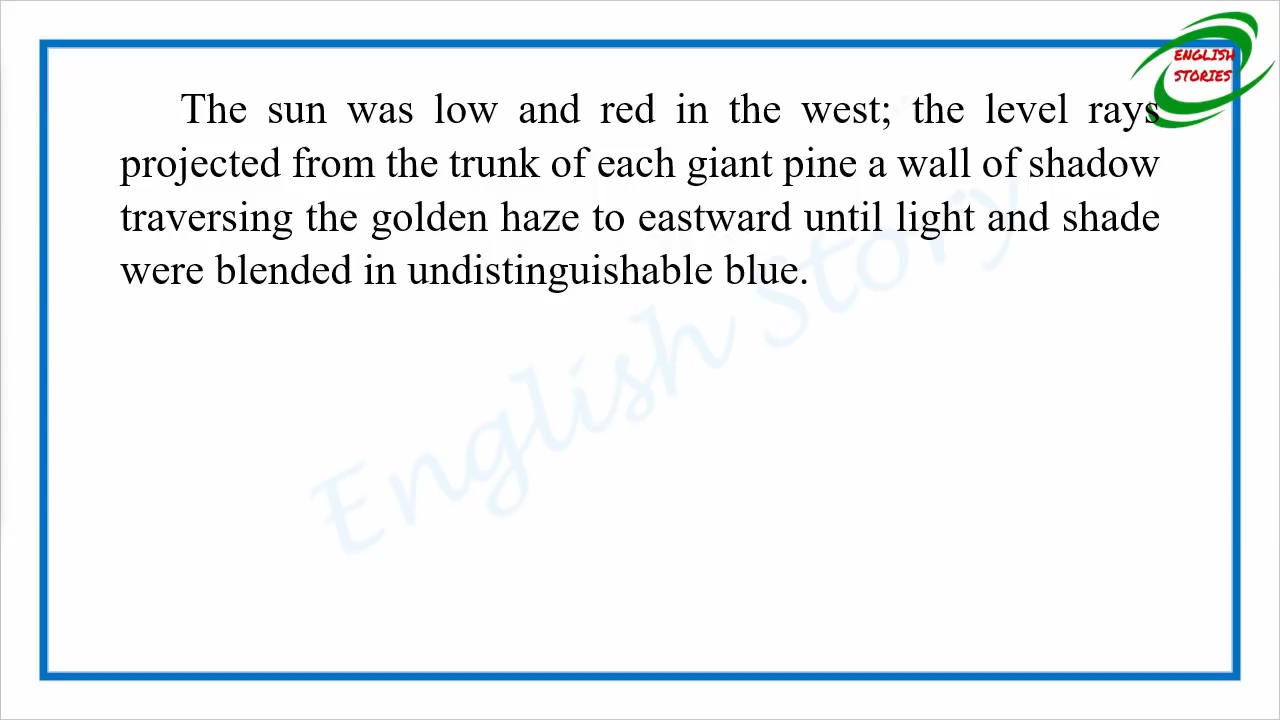 ENGLISH
STORIES
The sun was low and red in the west; the level rays
projected from the trunk of each giant pine a wall of shadow
traversing the golden haze to eastward until light and shade
were blended in undistinguishable blue.
English Story